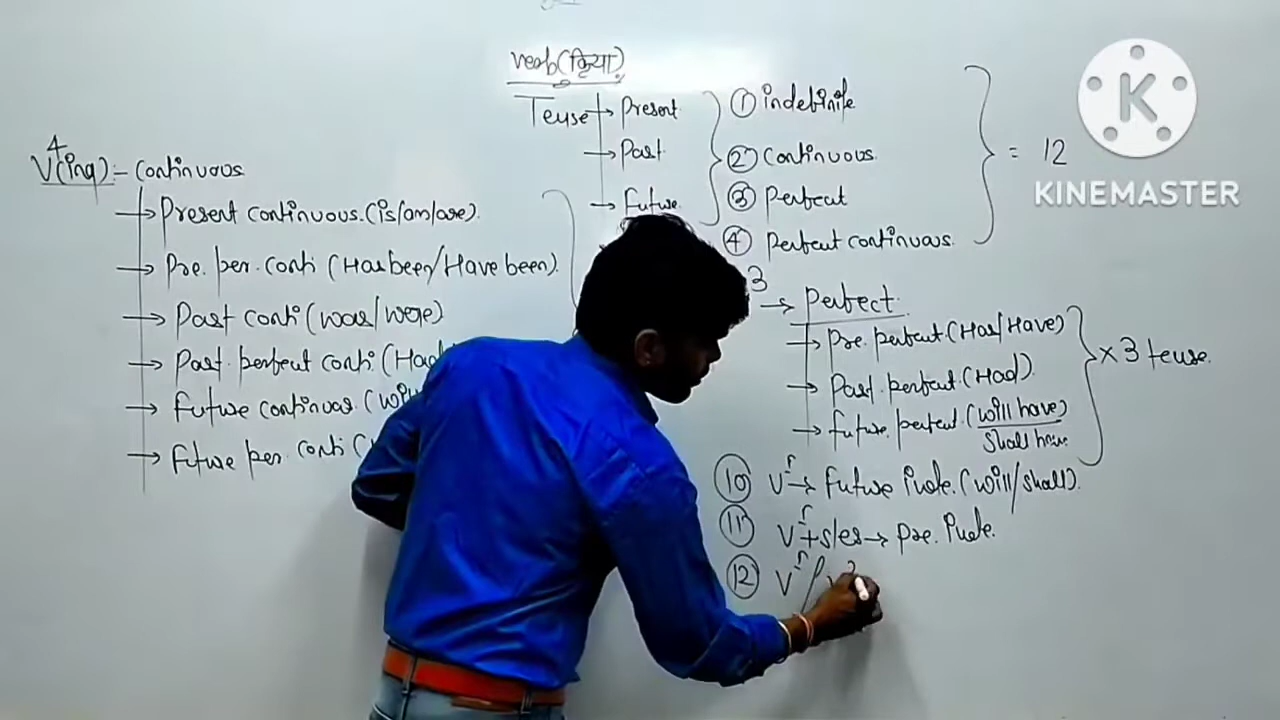 Verb (क्रिया)
Tense → Present
→ Past
→ Future
① indefinite
② Continuous
③ Perfect
④ Perfect continuous
= 12
KINEMASTER
V⁴(ing) :- Continuous
→ Present continuous. (is/am/are).
→ Pre. per. conti (Has been/Have been).
→ Past conti (was/were)
→ Past perfect conti. (Had
→ Future continuas. (will
→ Future per. conti (
3 → Perfect.
→ Pre. perfect (Has/Have)
→ Past. perfect. (Had).
→ future. perfect. (will have)
Shall have
× 3 tense.
⑩ V¹ → Future Inde. (will/shall).
⑪ V¹+s/es → Pre. Inde.
⑫ V¹/